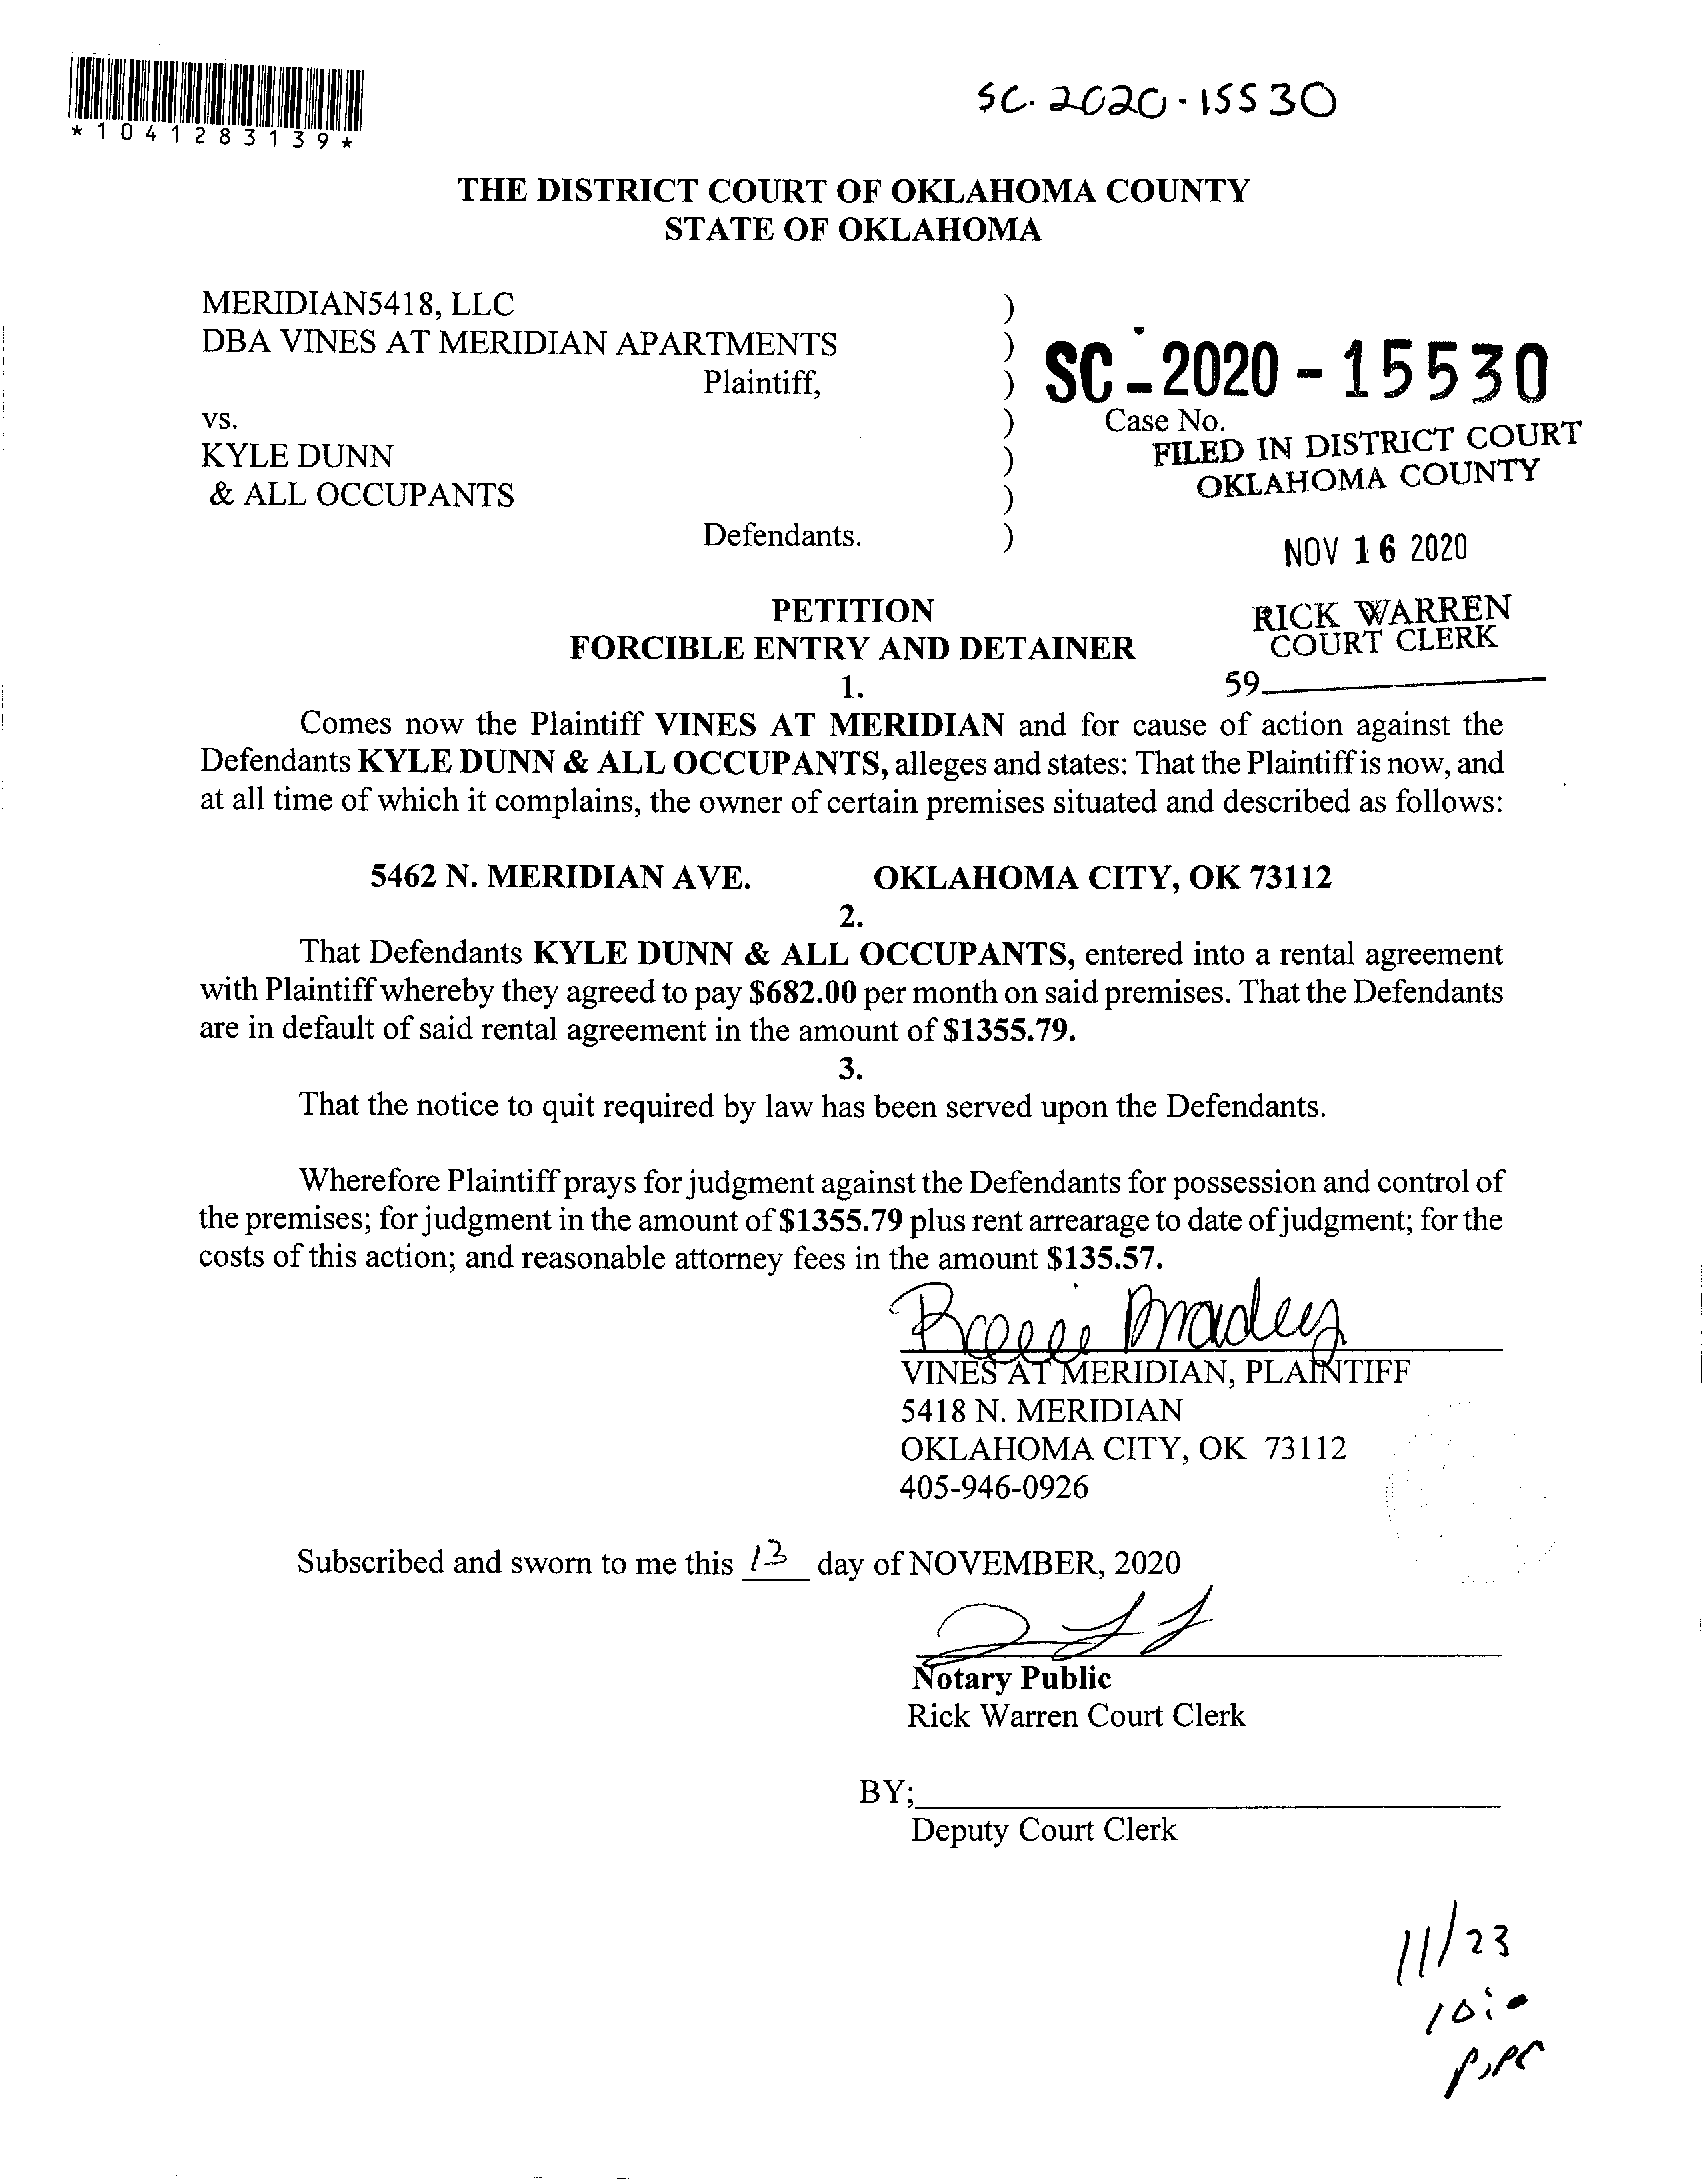 SC-2020-15530
*1041283139*
THE DISTRICT COURT OF OKLAHOMA COUNTY
STATE OF OKLAHOMA
MERIDIAN5418, LLC )
DBA VINES AT MERIDIAN APARTMENTS )
Plaintiff, ) SC-2020-15530
vs. ) Case No.
KYLE DUNN ) FILED IN DISTRICT COURT
& ALL OCCUPANTS ) OKLAHOMA COUNTY
Defendants. )
NOV 16 2020
PETITION
RICK WARREN
FORCIBLE ENTRY AND DETAINER
COURT CLERK
1.
59
Comes now the Plaintiff VINES AT MERIDIAN and for cause of action against the
Defendants KYLE DUNN & ALL OCCUPANTS, alleges and states: That the Plaintiff is now, and
at all time of which it complains, the owner of certain premises situated and described as follows:
5462 N. MERIDIAN AVE. OKLAHOMA CITY, OK 73112
2.
That Defendants KYLE DUNN & ALL OCCUPANTS, entered into a rental agreement
with Plaintiff whereby they agreed to pay $682.00 per month on said premises. That the Defendants
are in default of said rental agreement in the amount of $1355.79.
3.
That the notice to quit required by law has been served upon the Defendants.
Wherefore Plaintiff prays for judgment against the Defendants for possession and control of
the premises; for judgment in the amount of $1355.79 plus rent arrearage to date of judgment; for the
costs of this action; and reasonable attorney fees in the amount $135.57.
VINES AT MERIDIAN, PLAINTIFF
5418 N. MERIDIAN
OKLAHOMA CITY, OK 73112
405-946-0926
Subscribed and sworn to me this 13 day of NOVEMBER, 2020
Notary Public
Rick Warren Court Clerk
BY;
Deputy Court Clerk
11/23